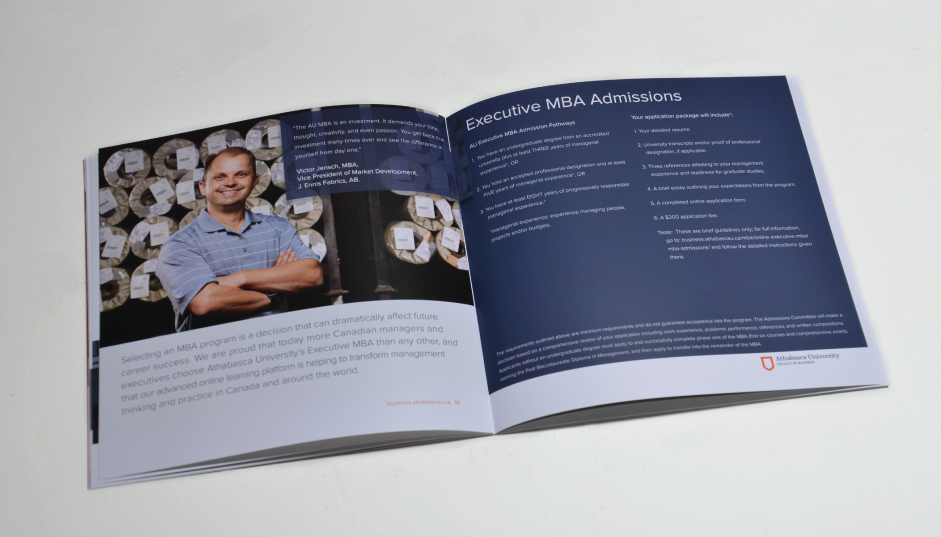 "The AU MBA is an investment. It demands your time,
thought, creativity, and even passion. You get back that
investment many times over and see the difference in
yourself from day one."
Victor Jensch, MBA,
Vice President of Market Development,
J. Ennis Fabrics, AB.
Selecting an MBA program is a decision that can dramatically affect future
career success. We are proud that today more Canadian managers and
executives choose Athabasca University's Executive MBA than any other, and
that our advanced online learning platform is helping to transform management
thinking and practice in Canada and around the world.
business.athabasca.ca
Executive MBA Admissions
AU Executive MBA Admission Pathways
1. You have an undergraduate degree from an accredited
university plus at least THREE years of managerial
experience*, OR
2. You hold an accepted professional designation and at least
FIVE years of managerial experience*, OR
3. You have at least EIGHT years of progressively responsible
managerial experience.*
*managerial experience: experience managing people,
projects and/or budgets.
Your application package will include*:
1. Your detailed resume.
2. University transcripts and/or proof of professional
designation, if applicable.
3. Three references attesting to your management
experience and readiness for graduate studies.
4. A brief essay outlining your expectations from the program.
5. A completed online application form.
6. A $200 application fee.
*Note: These are brief guidelines only; for full information,
go to: business.athabascau.ca/mba/online-executive-mba/
mba-admissions/ and follow the detailed instructions given
there.
The requirements outlined above are minimum requirements and do not guarantee acceptance into the program. The Admissions Committee will make a
decision based on a comprehensive review of your application including work experience, academic performance, references, and written compositions.
Applicants without an undergraduate degree must apply to and successfully complete phase one of the MBA (first six courses and comprehensive exam),
earning the Post Baccalaureate Diploma in Management, and then apply to transfer into the remainder of the MBA.
Athabasca University
FACULTY OF BUSINESS